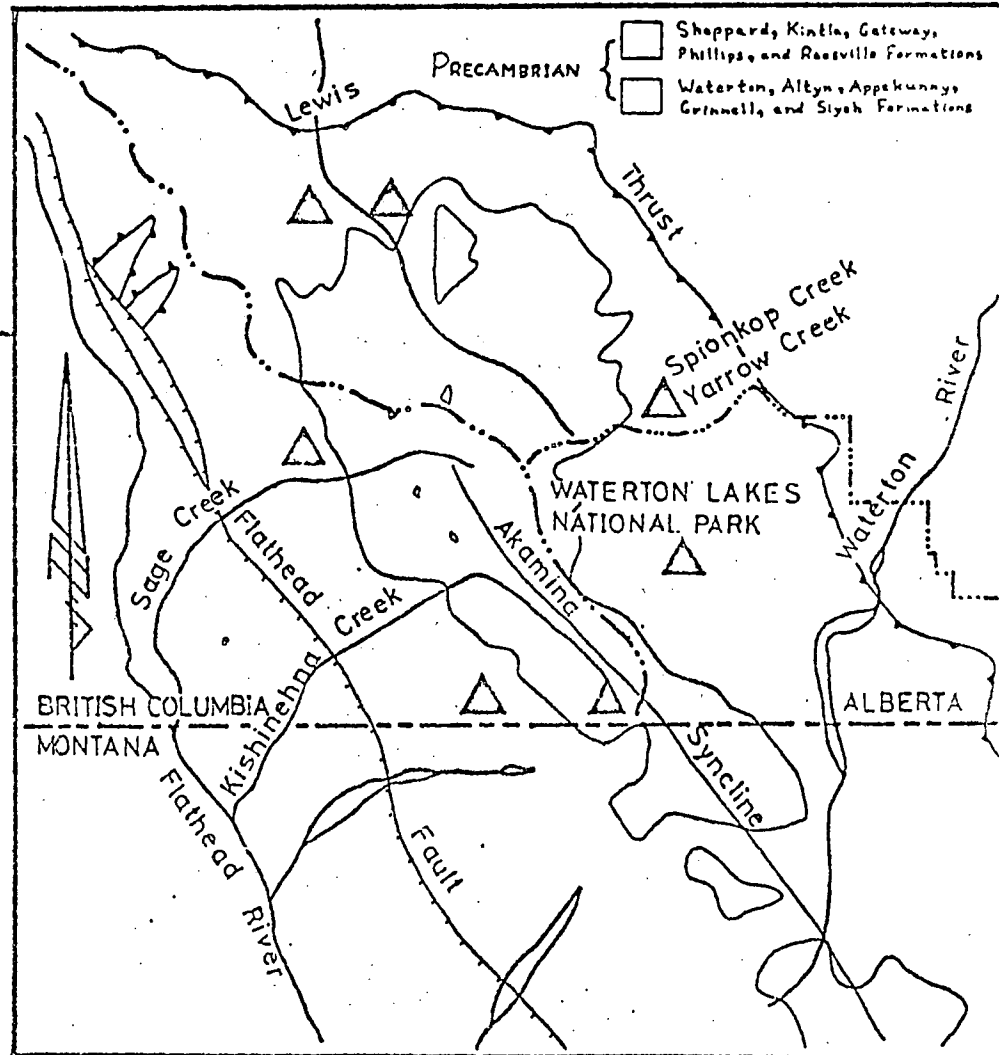 PRECAMBRIAN
Sheppard, Kintla, Gateway,
Phillips, and Roosville Formations
Waterton, Altyn, Appekunny,
Grinnell, and Siyeh Formations
Lewis
Thrust
Spionkop Creek
Yarrow Creek
River
Waterton
WATERTON LAKES
NATIONAL PARK
Creek
Sage
Flathead
Akamina
Creek
Kishinehna
BRITISH COLUMBIA
MONTANA
ALBERTA
Syncline
Flathead
River
Fault